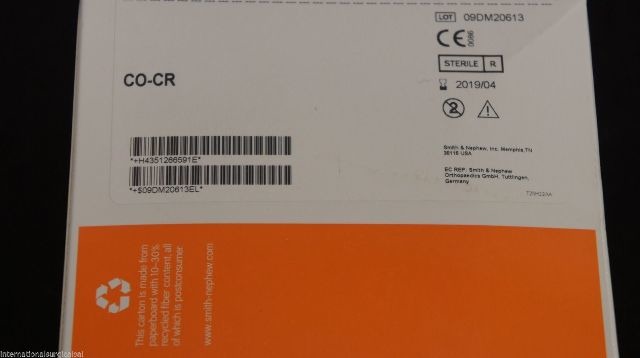 LOT 09DM20613
CE 0086
STERILE R
2019/04
2
CO-CR
*+H4351266591E*
*+$09DM20613EL*
Smith & Nephew, Inc. Memphis, TN
38116 USA
EC REP. Smith & Nephew
Orthopaedics GmbH, Tuttlingen,
Germany
This carton is made from
paperboard with 10-30%
recycled fiber content, all
of which is postconsumer.
www.smith-nephew.com